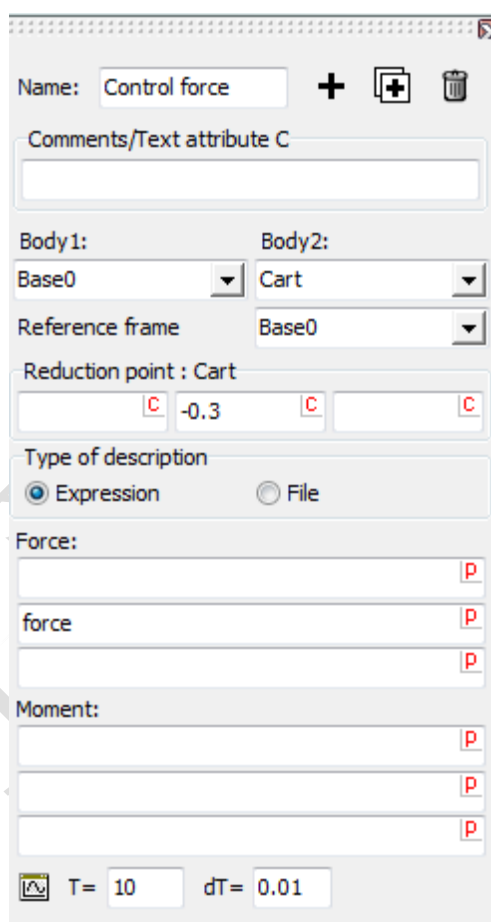 Name: Control force
Comments/Text attribute C
Body1: Body2:
Base0 Cart
Reference frame Base0
Reduction point : Cart
C -0.3 C C
Type of description
Expression File
Force:
P
force P
P
Moment:
P
P
P
T= 10 dT= 0.01